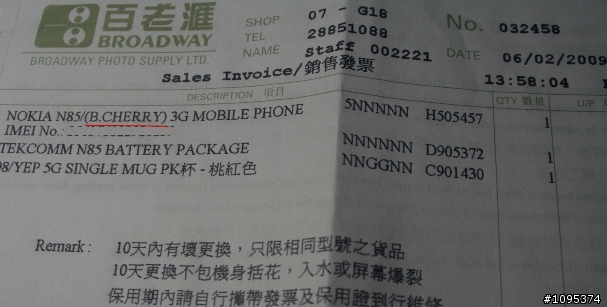 百老滙
BROADWAY
BROADWAY PHOTO SUPPLY LTD.
SHOP 07 - G18
TEL 28851088
NAME Staff 002221
No. 032458
DATE 06/02/2009
Sales Invoice/銷售發票
13:58:04
DESCRIPTION 項目 QTY 數量 U/P
NOKIA N85/(B.CHERRY) 3G MOBILE PHONE 5NNNNN H505457 1
IMEI No.:
TEKCOMM N85 BATTERY PACKAGE NNNNNN D905372 1
98/YEP 5G SINGLE MUG PK杯 - 桃紅色 NNGGNN C901430 1
Remark : 10天內有壞更換，只限相同型號之貨品
10天更換不包機身括花，入水或屏幕爆裂
保用期內請自行攜帶發票及保用證到行維修
#1095374